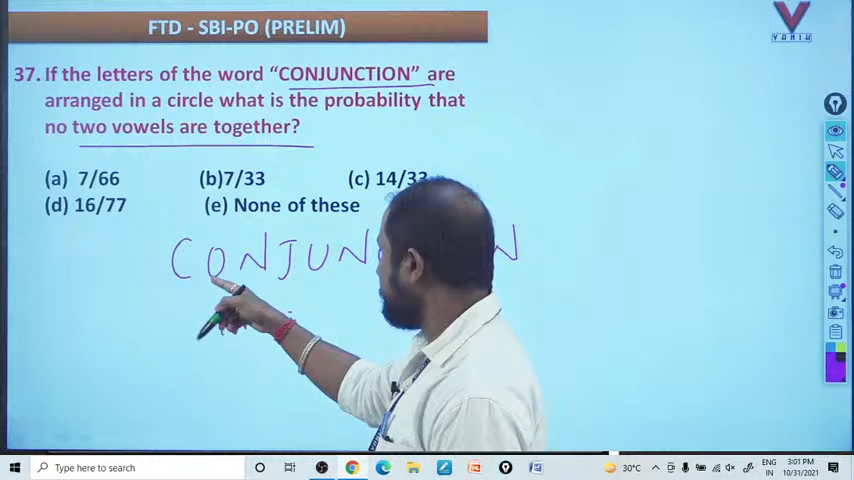 FTD - SBI-PO (PRELIM)
VANIK
37. If the letters of the word “CONJUNCTION” are
arranged in a circle what is the probability that
no two vowels are together?
(a) 7/66 (b)7/33 (c) 14/33
(d) 16/77 (e) None of these
CONJUN N
Type here to search
30°C
ENG
IN
3:01 PM
10/31/2021